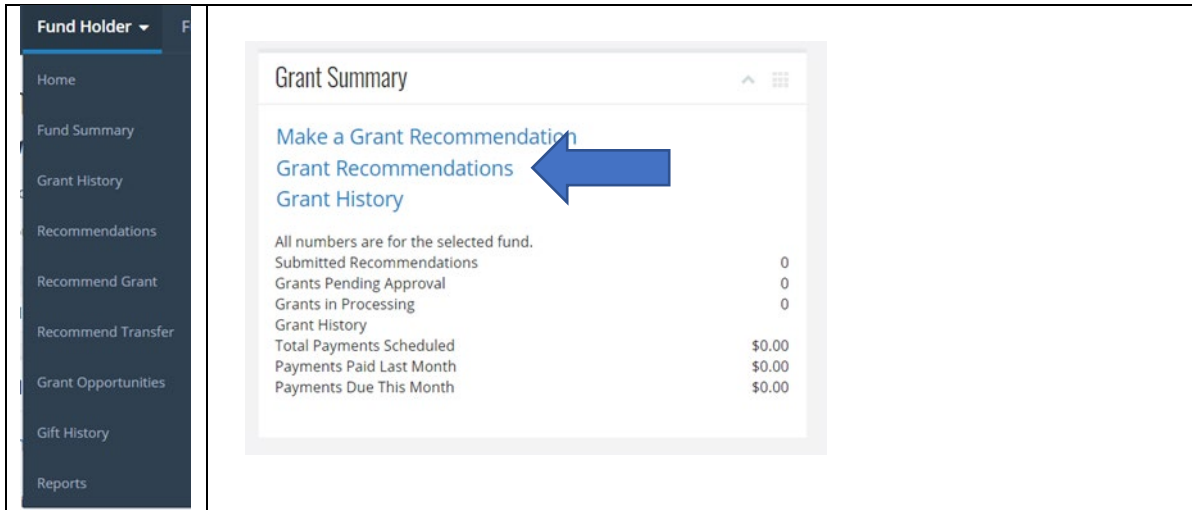 Fund Holder F
Home
Fund Summary
Grant History
Recommendations
Recommend Grant
Recommend Transfer
Grant Opportunities
Gift History
Reports
Grant Summary
Make a Grant Recommendation
Grant Recommendations
Grant History
All numbers are for the selected fund.
Submitted Recommendations 0
Grants Pending Approval 0
Grants in Processing 0
Grant History
Total Payments Scheduled $0.00
Payments Paid Last Month $0.00
Payments Due This Month $0.00